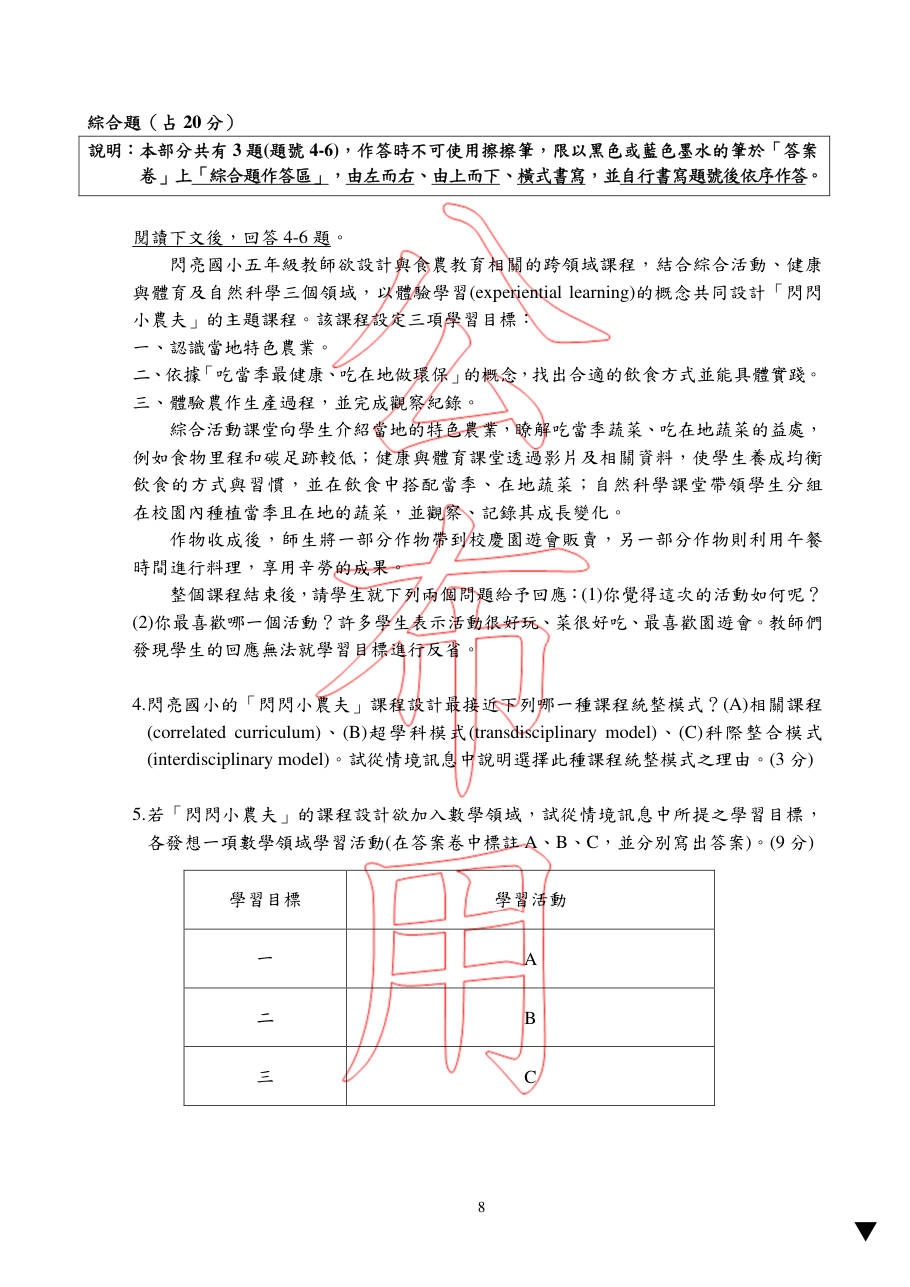 綜合題（占 20 分）
說明：本部分共有 3 題(題號 4-6)，作答時不可使用擦擦筆，限以黑色或藍色墨水的筆於「答案
卷」上「綜合題作答區」，由左而右、由上而下、橫式書寫，並自行書寫題號後依序作答。
閱讀下文後，回答 4-6 題。
閃亮國小五年級教師欲設計與食農教育相關的跨領域課程，結合綜合活動、健康
與體育及自然科學三個領域，以體驗學習(experiential learning)的概念共同設計「閃閃
小農夫」的主題課程。該課程設定三項學習目標：
一、認識當地特色農業。
二、依據「吃當季最健康、吃在地做環保」的概念，找出合適的飲食方式並能具體實踐。
三、體驗農作生產過程，並完成觀察紀錄。
綜合活動課堂向學生介紹當地的特色農業，瞭解吃當季蔬菜、吃在地蔬菜的益處，
例如食物里程和碳足跡較低；健康與體育課堂透過影片及相關資料，使學生養成均衡
飲食的方式與習慣，並在飲食中搭配當季、在地蔬菜；自然科學課堂帶領學生分組
在校園內種植當季且在地的蔬菜，並觀察、記錄其成長變化。
作物收成後，師生將一部分作物帶到校慶園遊會販賣，另一部分作物則利用午餐
時間進行料理，享用辛勞的成果。
整個課程結束後，請學生就下列兩個問題給予回應：(1)你覺得這次的活動如何呢？
(2)你最喜歡哪一個活動？許多學生表示活動很好玩、菜很好吃、最喜歡園遊會。教師們
發現學生的回應無法就學習目標進行反省。
4.閃亮國小的「閃閃小農夫」課程設計最接近下列哪一種課程統整模式？(A)相關課程
(correlated curriculum)、(B)超學科模式(transdisciplinary model)、(C)科際整合模式
(interdisciplinary model)。試從情境訊息中說明選擇此種課程統整模式之理由。(3 分)
5.若「閃閃小農夫」的課程設計欲加入數學領域，試從情境訊息中所提之學習目標，
各發想一項數學領域學習活動(在答案卷中標註 A、B、C，並分別寫出答案)。(9 分)
學習目標 學習活動
一 A
二 B
三 C
8
公布用